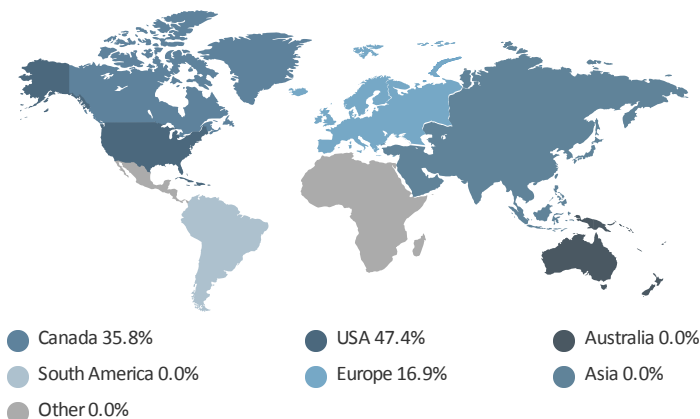 Canada 35.8%
USA 47.4%
Australia 0.0%
South America 0.0%
Europe 16.9%
Asia 0.0%
Other 0.0%